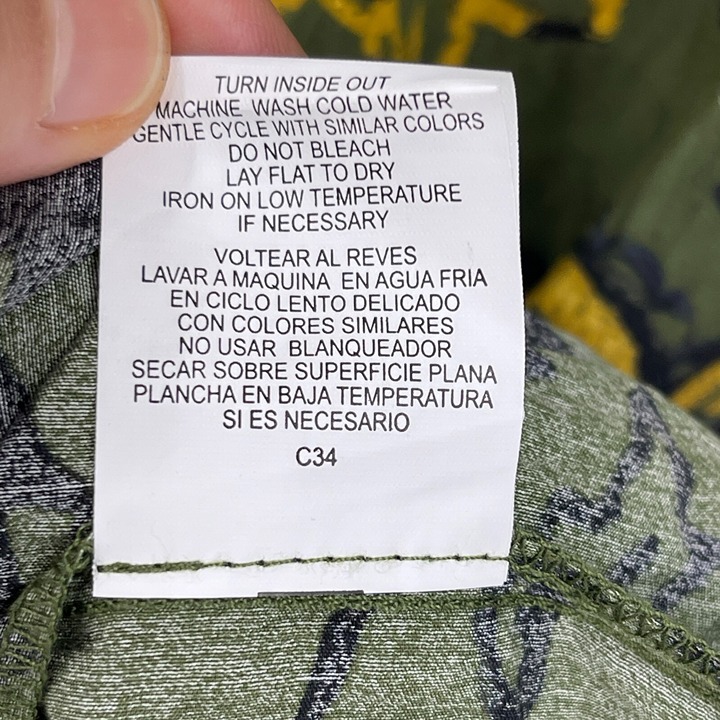 TURN INSIDE OUT
MACHINE WASH COLD WATER
GENTLE CYCLE WITH SIMILAR COLORS
DO NOT BLEACH
LAY FLAT TO DRY
IRON ON LOW TEMPERATURE
IF NECESSARY
VOLTEAR AL REVES
LAVAR A MAQUINA EN AGUA FRIA
EN CICLO LENTO DELICADO
CON COLORES SIMILARES
NO USAR BLANQUEADOR
SECAR SOBRE SUPERFICIE PLANA
PLANCHA EN BAJA TEMPERATURA
SI ES NECESARIO
C34